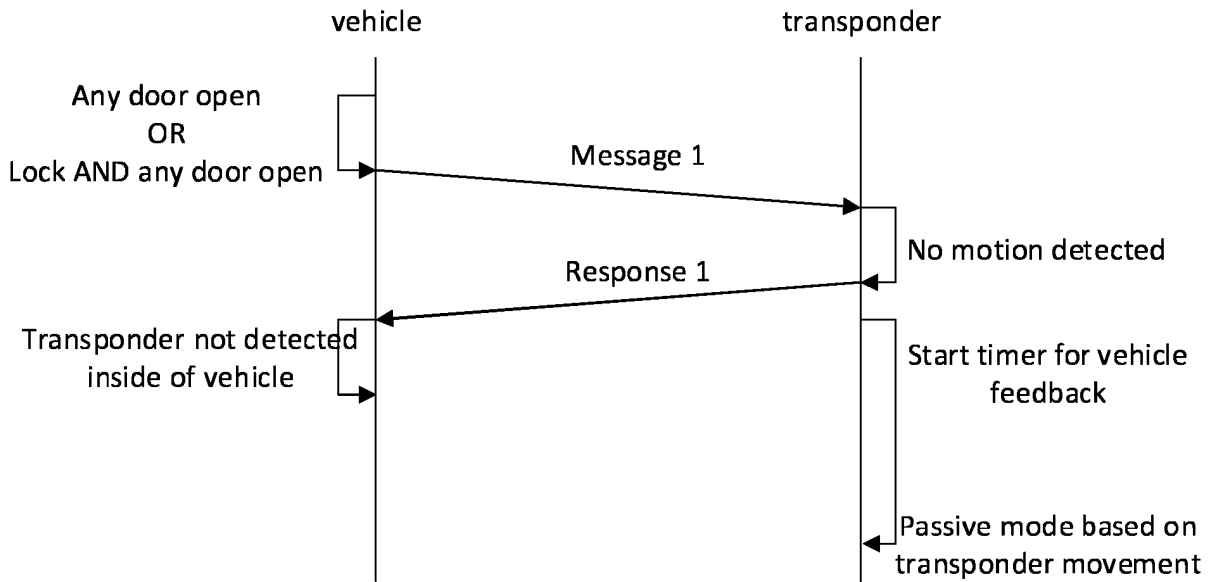 vehicle
transponder
Any door open
OR
Lock AND any door open
Message 1
No motion detected
Response 1
Transponder not detected
inside of vehicle
Start timer for vehicle
feedback
Passive mode based on
transponder movement